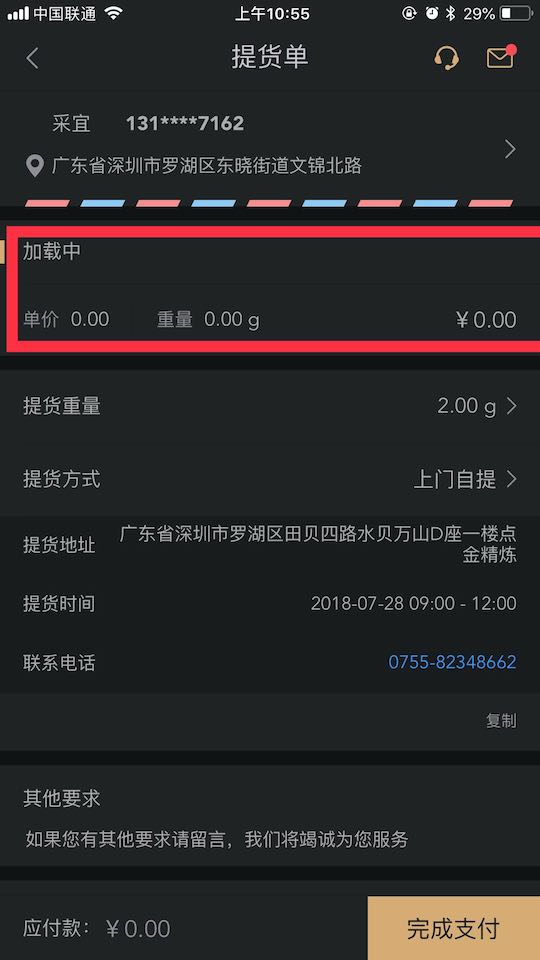 中国联通 上午10:55 29%
提货单
采宜 131****7162
广东省深圳市罗湖区东晓街道文锦北路
加载中
单价 0.00 重量 0.00 g ¥0.00
提货重量 2.00 g
提货方式 上门自提
提货地址 广东省深圳市罗湖区田贝四路水贝万山D座一楼点
金精炼
提货时间 2018-07-28 09:00 - 12:00
联系电话 0755-82348662
复制
其他要求
如果您有其他要求请留言，我们将竭诚为您服务
应付款：¥0.00 完成支付